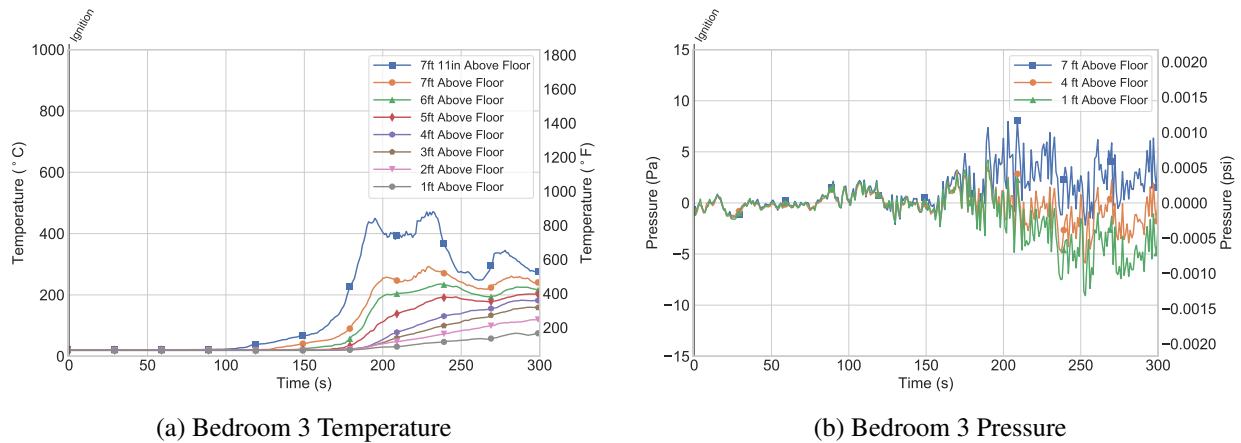 Ignition
1000
800
600
400
200
0
Temperature ( ° C)
1800
1600
1400
1200
1000
800
600
400
200
Temperature ( ° F)
7ft 11in Above Floor
7ft Above Floor
6ft Above Floor
5ft Above Floor
4ft Above Floor
3ft Above Floor
2ft Above Floor
1ft Above Floor
0 50 100 150 200 250 300
Time (s)
(a) Bedroom 3 Temperature
Ignition
15
10
5
0
−5
−10
−15
Pressure (Pa)
0.0020
0.0015
0.0010
0.0005
0.0000
−0.0005
−0.0010
−0.0015
−0.0020
Pressure (psi)
7 ft Above Floor
4 ft Above Floor
1 ft Above Floor
0 50 100 150 200 250 300
Time (s)
(b) Bedroom 3 Pressure